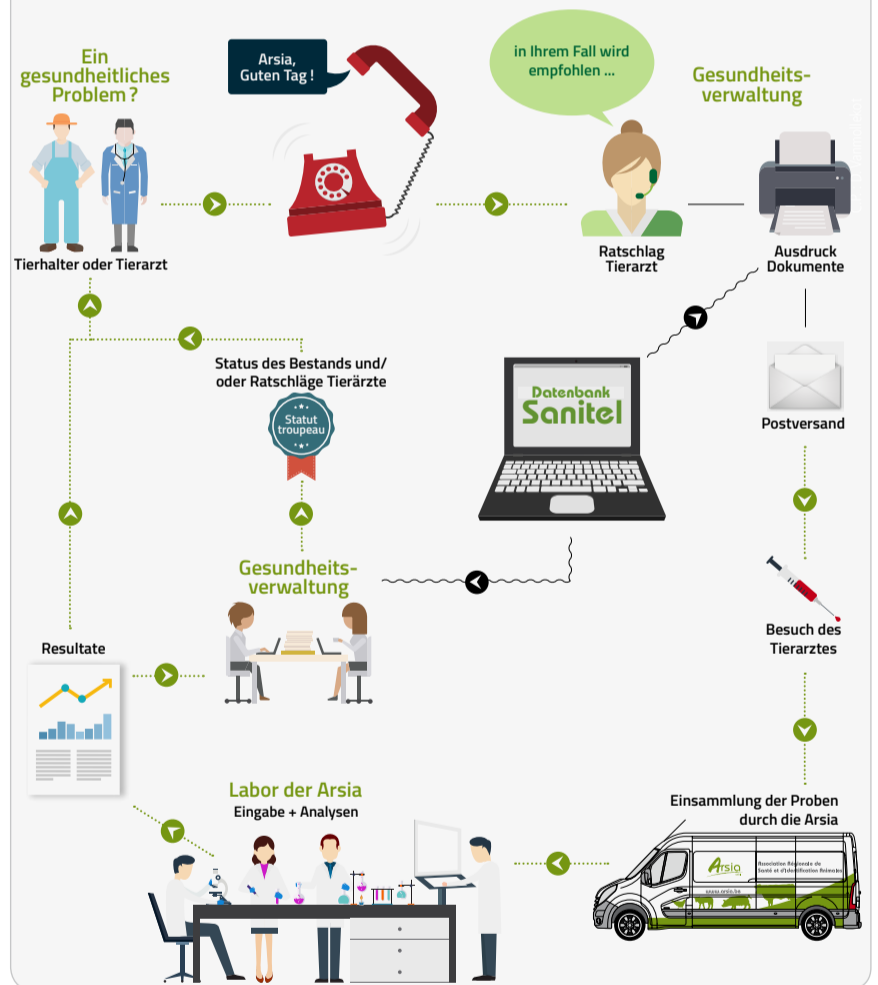 Ein
gesundheitliches
Problem ?
Arsia,
Guten Tag !
in Ihrem Fall wird
empfohlen ...
Gesundheits-
verwaltung
Tierhalter oder Tierarzt
Ratschlag
Tierarzt
Ausdruck
Dokumente
Status des Bestands und/
oder Ratschläge Tierärzte
Statut
troupeau
Datenbank
Sanitel
Postversand
Gesundheits-
verwaltung
Besuch des
Tierarztes
Resultate
Labor der Arsia
Eingabe + Analysen
Einsammlung der Proben
durch die Arsia
Arsia
Association Régionale de
Santé et d'Identification Animales
www.arsia.be